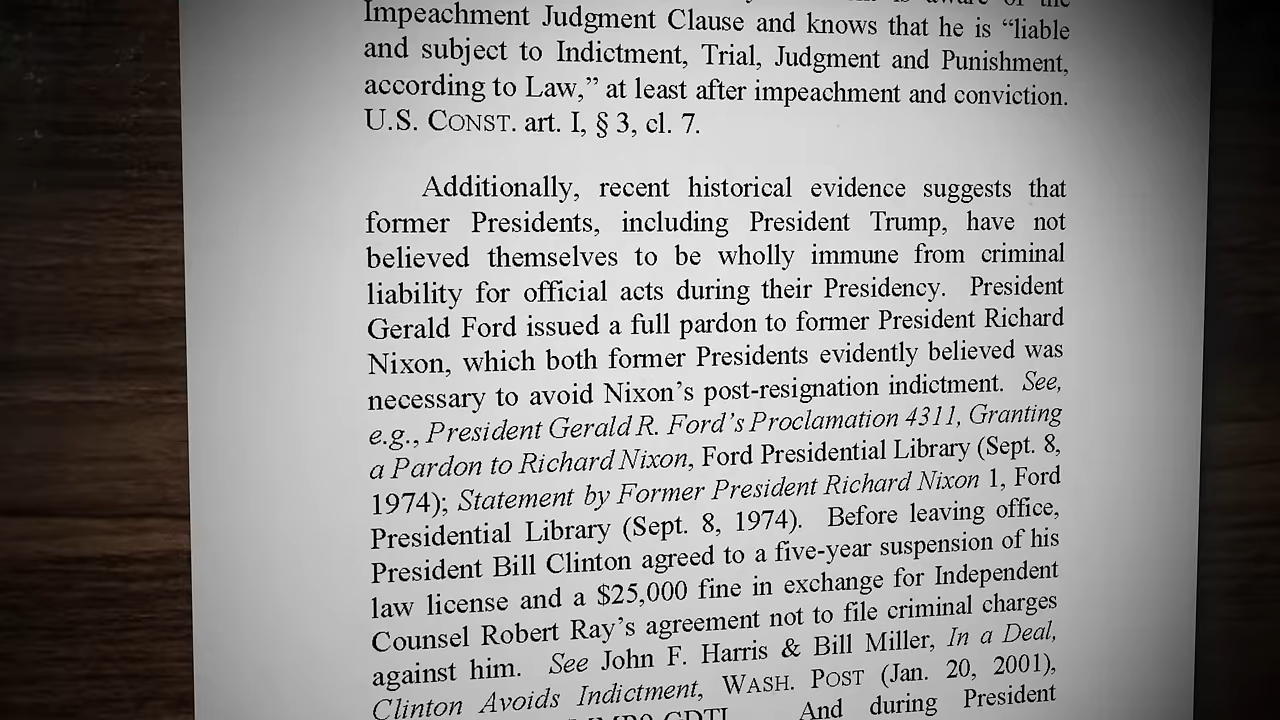 Impeachment Judgment Clause and knows that he is “liable
and subject to Indictment, Trial, Judgment and Punishment,
according to Law,” at least after impeachment and conviction.
U.S. CONST. art. I, § 3, cl. 7.
Additionally, recent historical evidence suggests that
former Presidents, including President Trump, have not
believed themselves to be wholly immune from criminal
liability for official acts during their Presidency. President
Gerald Ford issued a full pardon to former President Richard
Nixon, which both former Presidents evidently believed was
necessary to avoid Nixon’s post-resignation indictment. See,
e.g., President Gerald R. Ford’s Proclamation 4311, Granting
a Pardon to Richard Nixon, Ford Presidential Library (Sept. 8,
1974); Statement by Former President Richard Nixon 1, Ford
Presidential Library (Sept. 8, 1974). Before leaving office,
President Bill Clinton agreed to a five-year suspension of his
law license and a $25,000 fine in exchange for Independent
Counsel Robert Ray’s agreement not to file criminal charges
against him. See John F. Harris & Bill Miller, In a Deal,
Clinton Avoids Indictment, WASH. POST (Jan. 20, 2001),
And during President